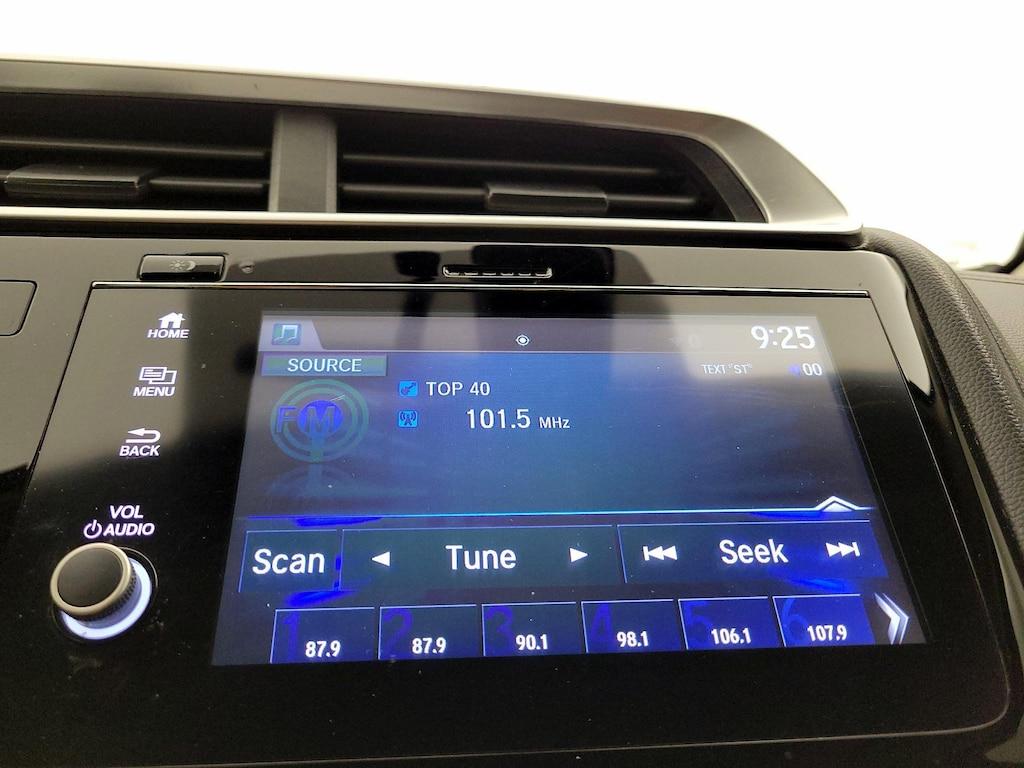 HOME
MENU
BACK
VOL
AUDIO
9:25
SOURCE
TEXT "ST"
00
FM
TOP 40
101.5 MHz
Scan
Tune
Seek
1 87.9
2 87.9
3 90.1
4 98.1
5 106.1
6 107.9